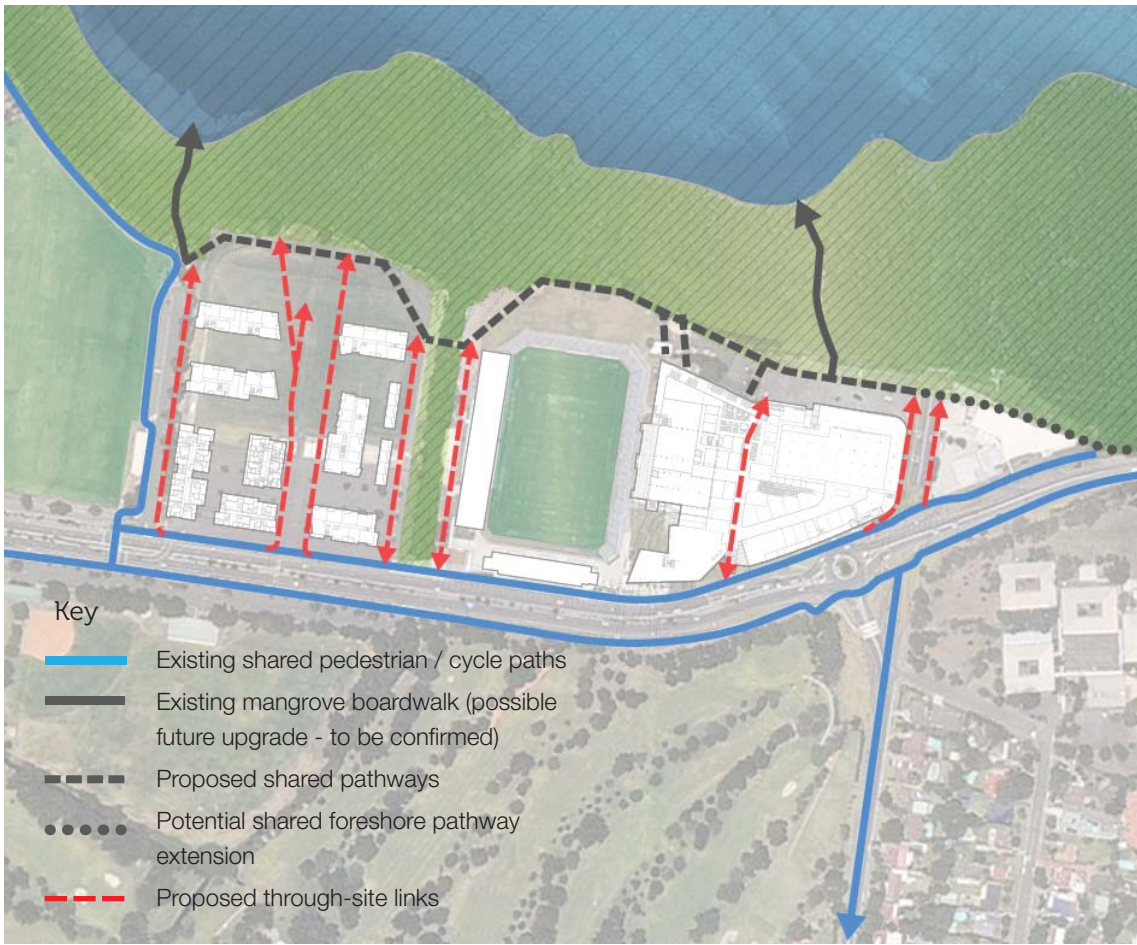 Key
Existing shared pedestrian / cycle paths
Existing mangrove boardwalk (possible
future upgrade - to be confirmed)
Proposed shared pathways
Potential shared foreshore pathway
extension
Proposed through-site links